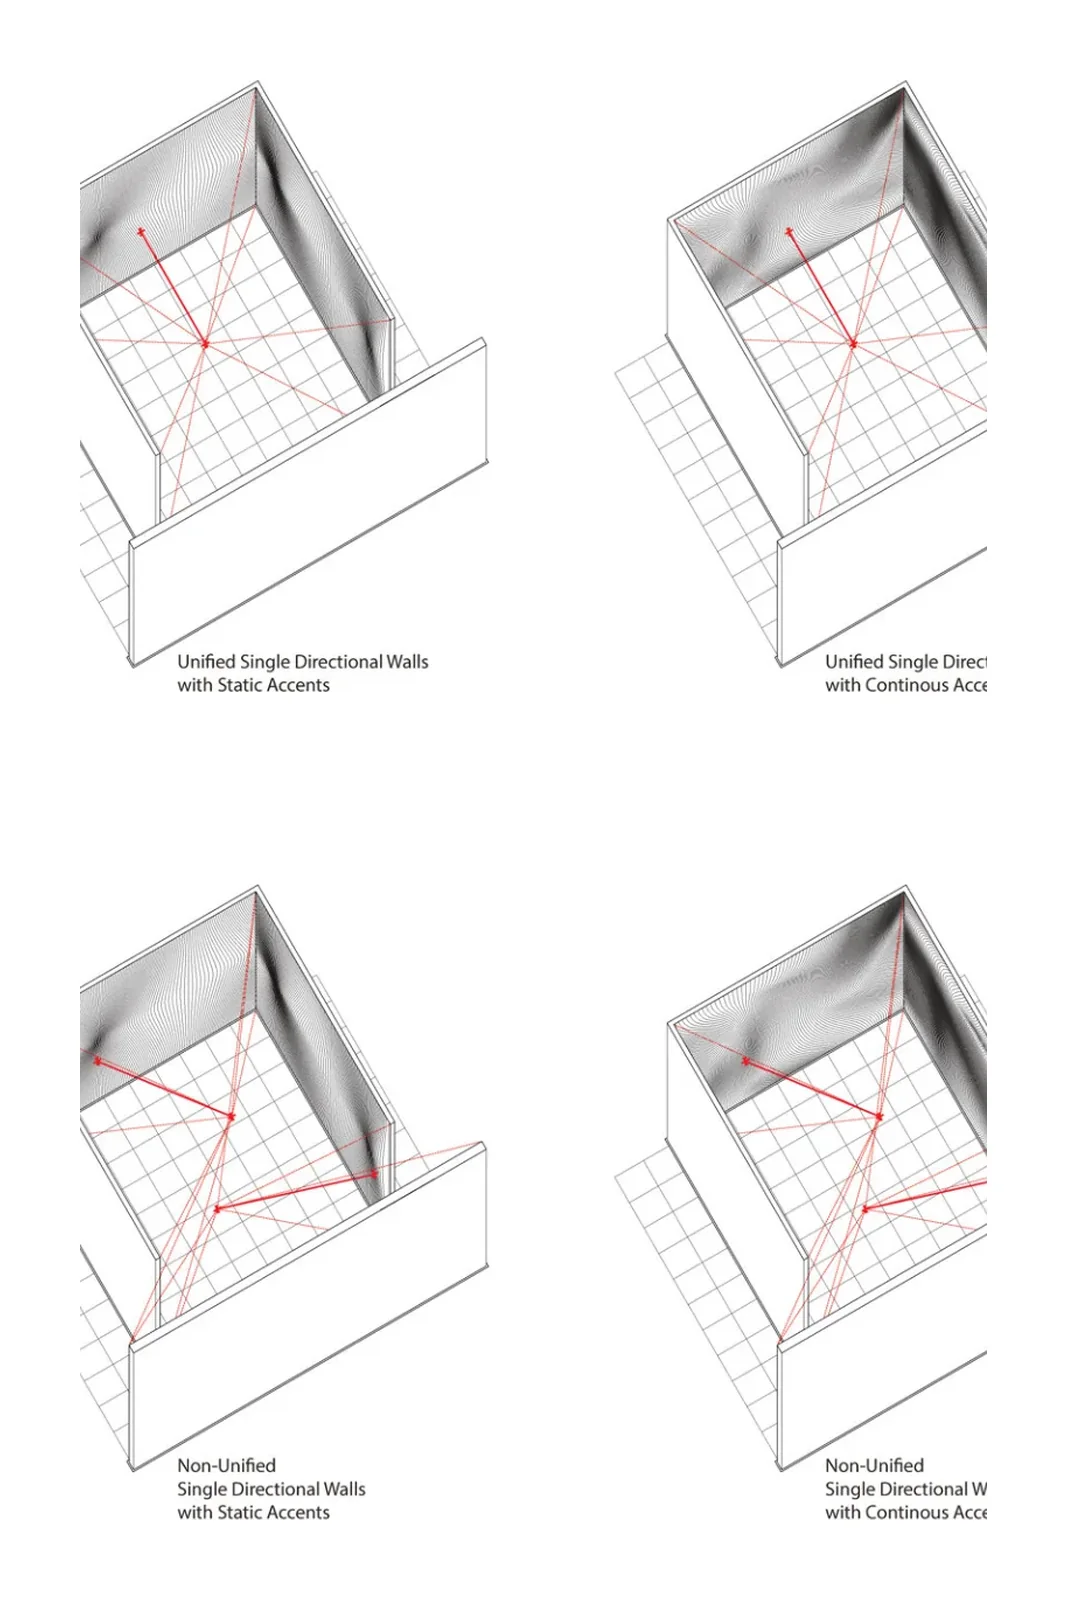 Unified Single Directional Walls
with Static Accents
Unified Single Direct
with Continous Acce
Non-Unified
Single Directional Walls
with Static Accents
Non-Unified
Single Directional W
with Continous Acce